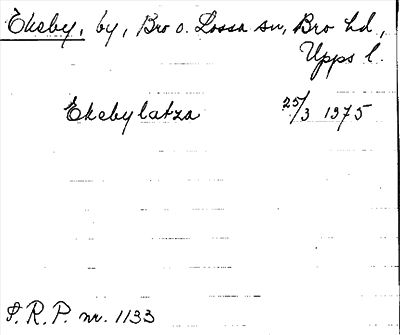 Ekeby, by, Bro o. Lossa sn, Bro hd.,
Upps l.
Ekebylatza 25/3 1375
S.R.P. nr. 1133